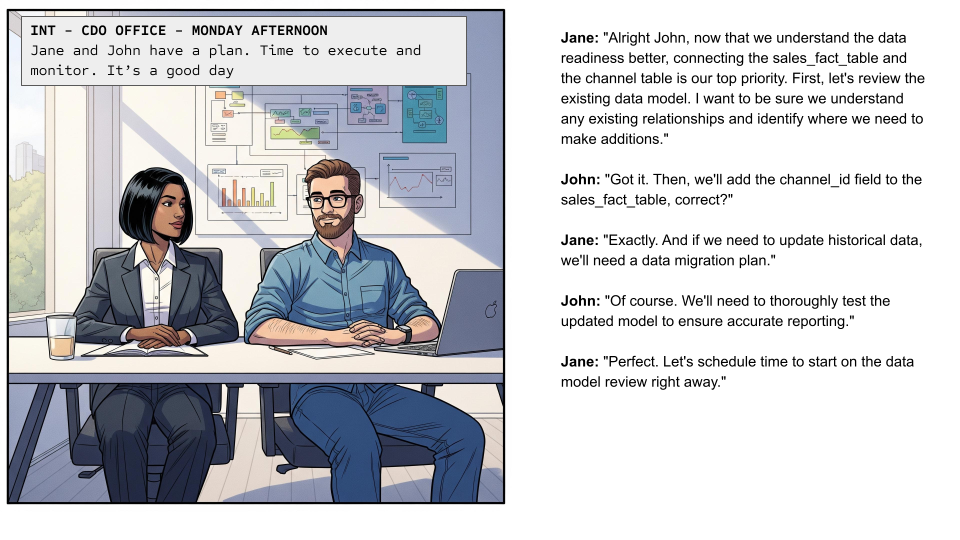 INT – CDO OFFICE – MONDAY AFTERNOON
Jane and John have a plan. Time to execute and
monitor. It’s a good day
Jane: "Alright John, now that we understand the data
readiness better, connecting the sales_fact_table and
the channel table is our top priority. First, let's review the
existing data model. I want to be sure we understand
any existing relationships and identify where we need to
make additions."
John: "Got it. Then, we'll add the channel_id field to the
sales_fact_table, correct?"
Jane: "Exactly. And if we need to update historical data,
we'll need a data migration plan."
John: "Of course. We'll need to thoroughly test the
updated model to ensure accurate reporting."
Jane: "Perfect. Let's schedule time to start on the data
model review right away."